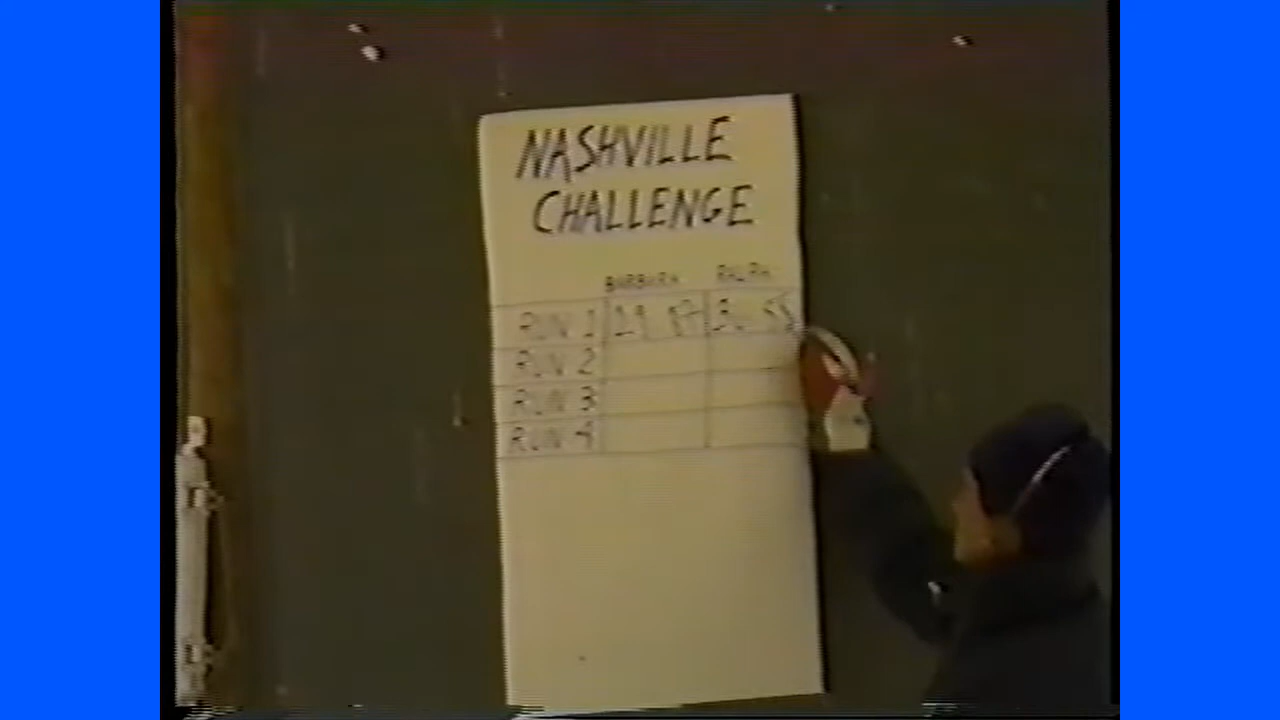 NASHVILLE
CHALLENGE
BARBARA RALPH
RUN 1
RUN 2
RUN 3
RUN 4